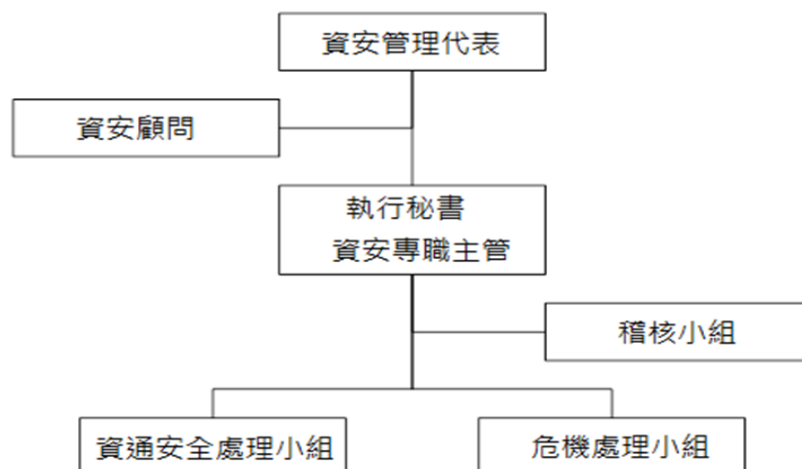 資安管理代表
資安顧問
執行秘書
資安專職主管
稽核小組
資通安全處理小組
危機處理小組